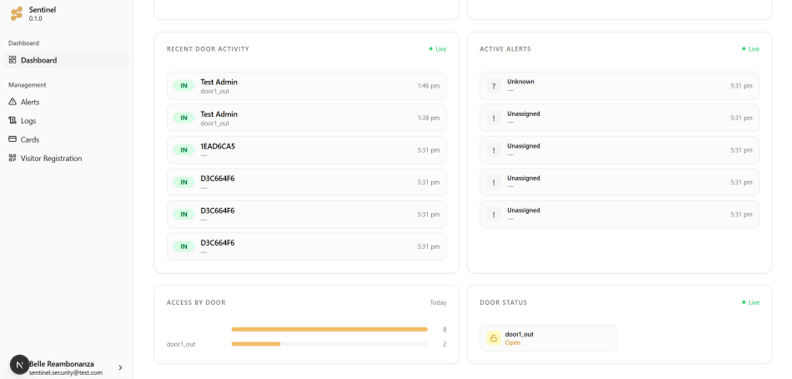 Sentinel
0.1.0
Dashboard
Dashboard
Management
Alerts
Logs
Cards
Visitor Registration
N
Belle Reambonanza
sentinel.security@test.com
RECENT DOOR ACTIVITY
Live
IN
Test Admin
door1_out
1:46 pm
IN
Test Admin
door1_out
1:38 pm
IN
1EAD6CA5
—
5:31 pm
IN
D3C664F6
—
5:31 pm
IN
D3C664F6
—
5:31 pm
IN
D3C664F6
—
5:31 pm
ACTIVE ALERTS
Live
?
Unknown
—
5:31 pm
!
Unassigned
—
5:31 pm
!
Unassigned
—
5:31 pm
!
Unassigned
—
5:31 pm
!
Unassigned
—
5:31 pm
ACCESS BY DOOR
Today
8
door1_out
2
DOOR STATUS
Live
door1_out
Open